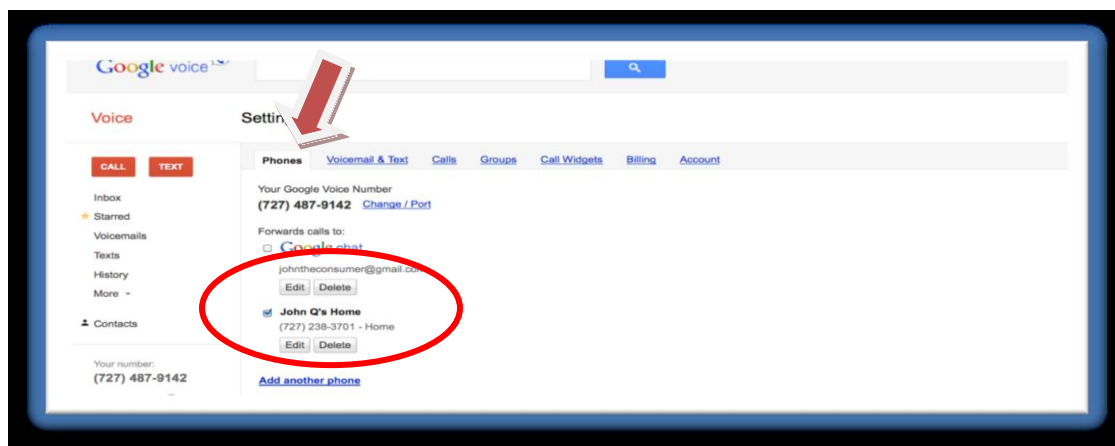 Google voice
Voice
Settin
CALL TEXT
Phones Voicemail & Text Calls Groups Call Widgets Billing Account
Inbox
Starred
Voicemails
Texts
History
More
Contacts
Your number:
(727) 487-9142
Your Google Voice Number
(727) 487-9142 Change / Port
Forwards calls to:
Google chat
johntheconsumer@gmail.com
Edit Delete
John Q's Home
(727) 238-3701 - Home
Edit Delete
Add another phone